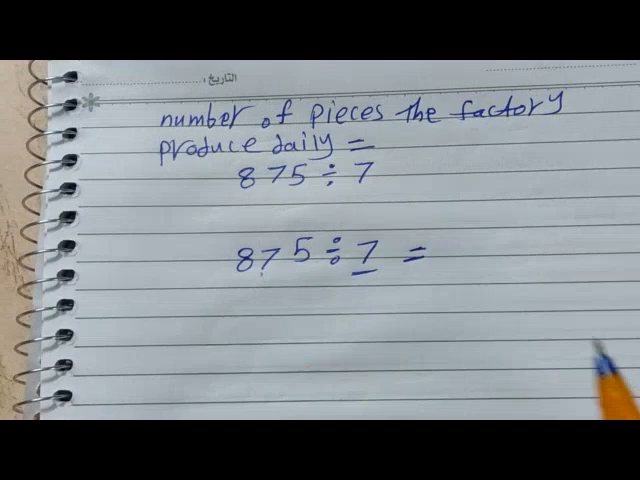 التاريخ:
number of pieces the factory
produce daily =
875 ÷ 7
875 ÷ 7 =